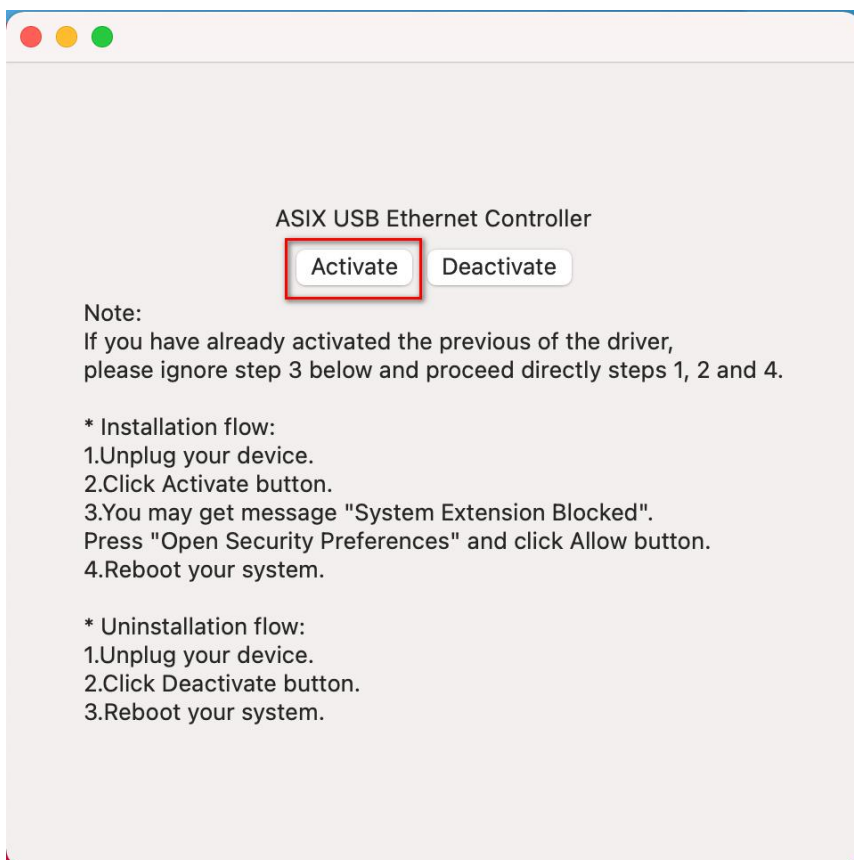 ASIX USB Ethernet Controller
Activate Deactivate
Note:
If you have already activated the previous of the driver,
please ignore step 3 below and proceed directly steps 1, 2 and 4.
* Installation flow:
1.Unplug your device.
2.Click Activate button.
3.You may get message "System Extension Blocked".
Press "Open Security Preferences" and click Allow button.
4.Reboot your system.
* Uninstallation flow:
1.Unplug your device.
2.Click Deactivate button.
3.Reboot your system.